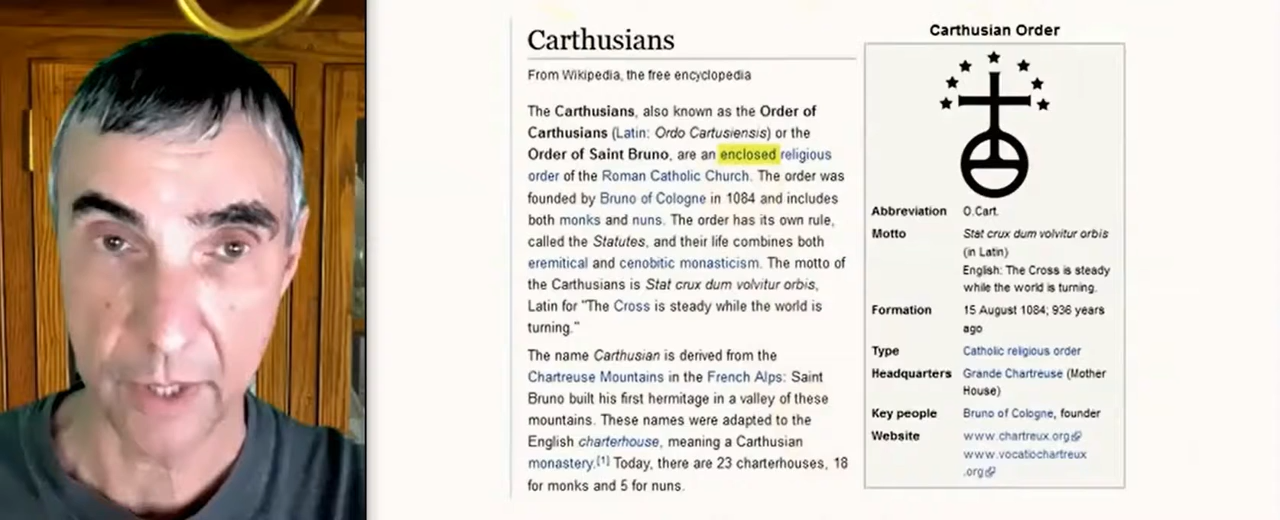 Carthusians
From Wikipedia, the free encyclopedia
The Carthusians, also known as the Order of
Carthusians (Latin: Ordo Cartusiensis) or the
Order of Saint Bruno, are an enclosed religious
order of the Roman Catholic Church. The order was
founded by Bruno of Cologne in 1084 and includes
both monks and nuns. The order has its own rule,
called the Statutes, and their life combines both
eremitical and cenobitic monasticism. The motto of
the Carthusians is Stat crux dum volvitur orbis,
Latin for "The Cross is steady while the world is
turning."
The name Carthusian is derived from the
Chartreuse Mountains in the French Alps: Saint
Bruno built his first hermitage in a valley of these
mountains. These names were adapted to the
English charterhouse, meaning a Carthusian
monastery.[1] Today, there are 23 charterhouses, 18
for monks and 5 for nuns.
Carthusian Order
Abbreviation O.Cart.
Motto Stat crux dum volvitur orbis
(in Latin)
English: The Cross is steady
while the world is turning.
Formation 15 August 1084; 936 years
ago
Type Catholic religious order
Headquarters Grande Chartreuse (Mother
House)
Key people Bruno of Cologne, founder
Website www.chartreux.org
www.vocatiochartreux
.org